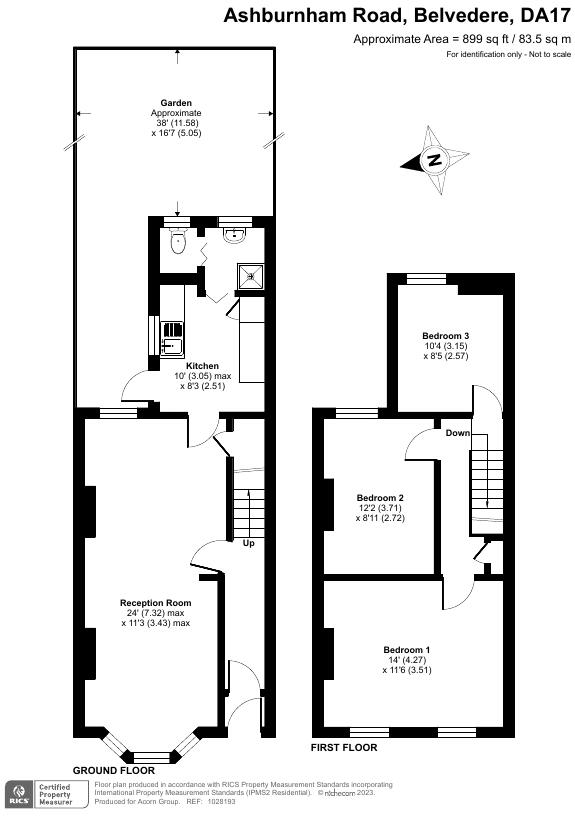 Ashburnham Road, Belvedere, DA17
Approximate Area = 899 sq ft / 83.5 sq m
For identification only - Not to scale
Garden
Approximate
38' (11.58)
x 16'7 (5.05)
N
Kitchen
10' (3.05) max
x 8'3 (2.51)
Up
Reception Room
24' (7.32) max
x 11'3 (3.43) max
GROUND FLOOR
Bedroom 3
10'4 (3.15)
x 8'5 (2.57)
Down
Bedroom 2
12'2 (3.71)
x 8'11 (2.72)
Bedroom 1
14' (4.27)
x 11'6 (3.51)
FIRST FLOOR
RICS
Certified
Property
Measurer
Floor plan produced in accordance with RICS Property Measurement Standards incorporating
International Property Measurement Standards (IPMS2 Residential). © nichecom 2023.
Produced for Acorn Group. REF: 1028193